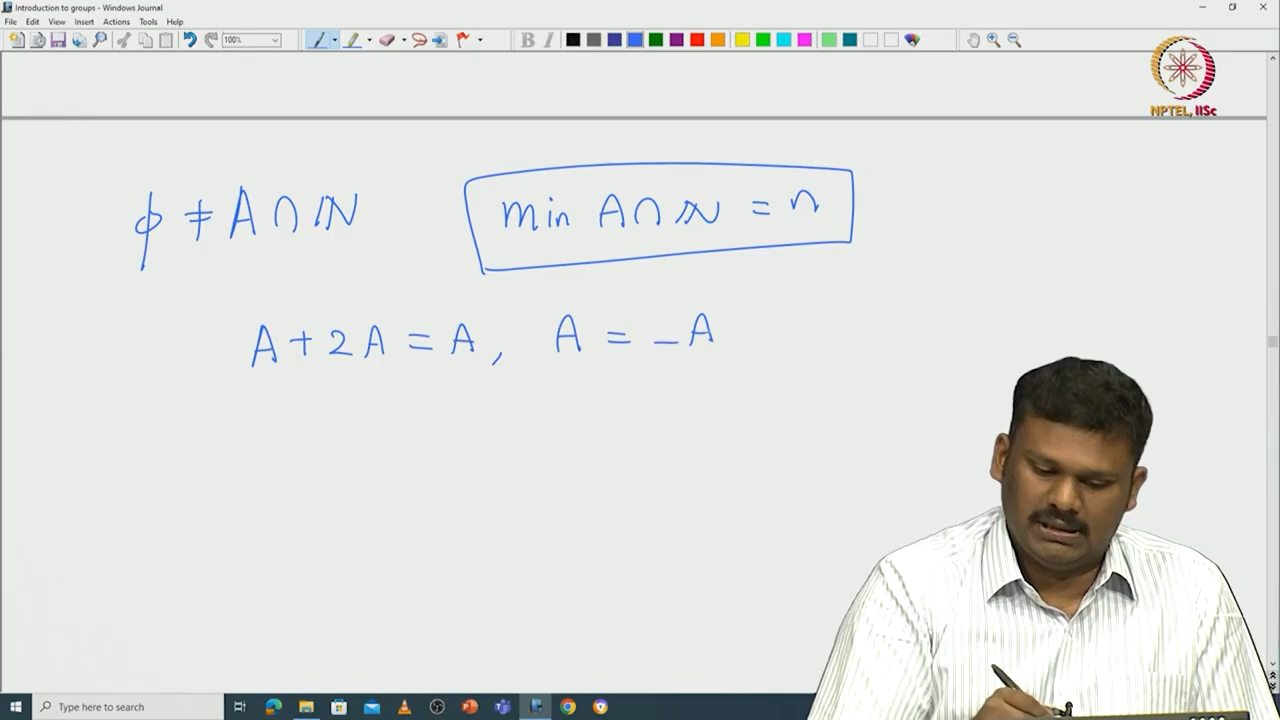 Introduction to groups - Windows Journal
File Edit View Insert Actions Tools Help
100%
B I
NPTEL, IISc
ϕ ≠ A ∩ ℕ
min A ∩ ℕ = n
A + 2A = A, A = -A
Type here to search